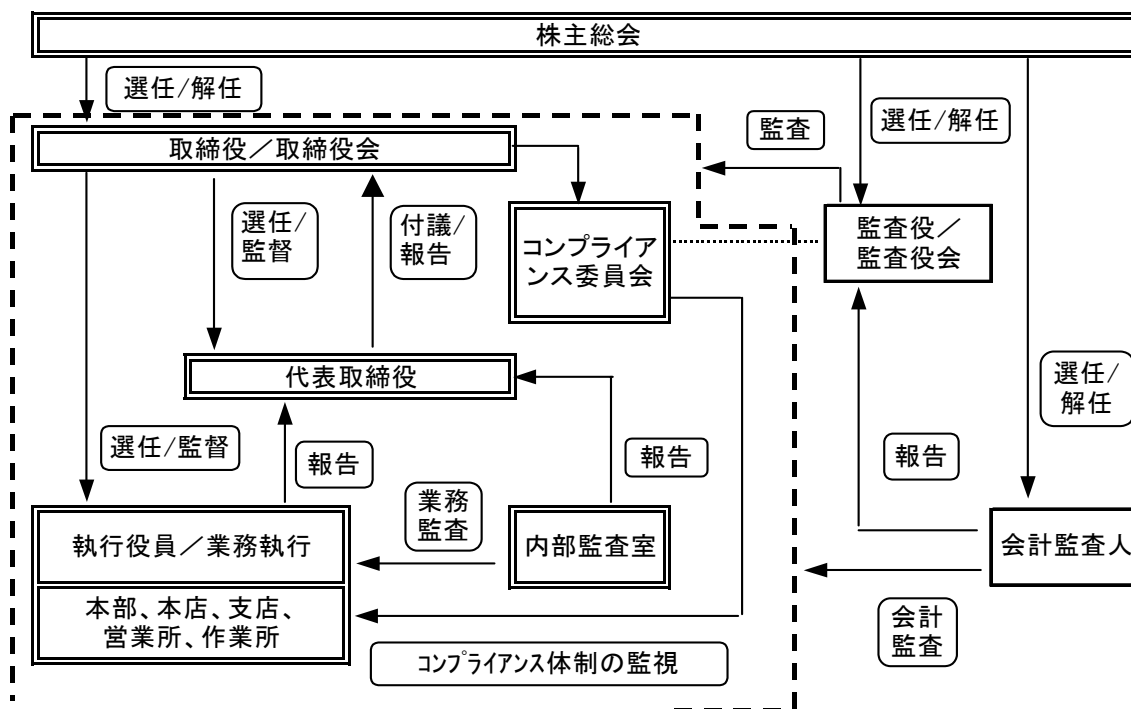 株主総会
選任/解任
監査
選任/解任
取締役／取締役会
選任/
監督
付議/
報告
コンプライア
ンス委員会
監査役／
監査役会
代表取締役
選任/
解任
選任/監督
報告
業務
監査
報告
報告
執行役員／業務執行
内部監査室
会計監査人
本部、本店、支店、
営業所、作業所
会計
監査
コンプライアンス体制の監視